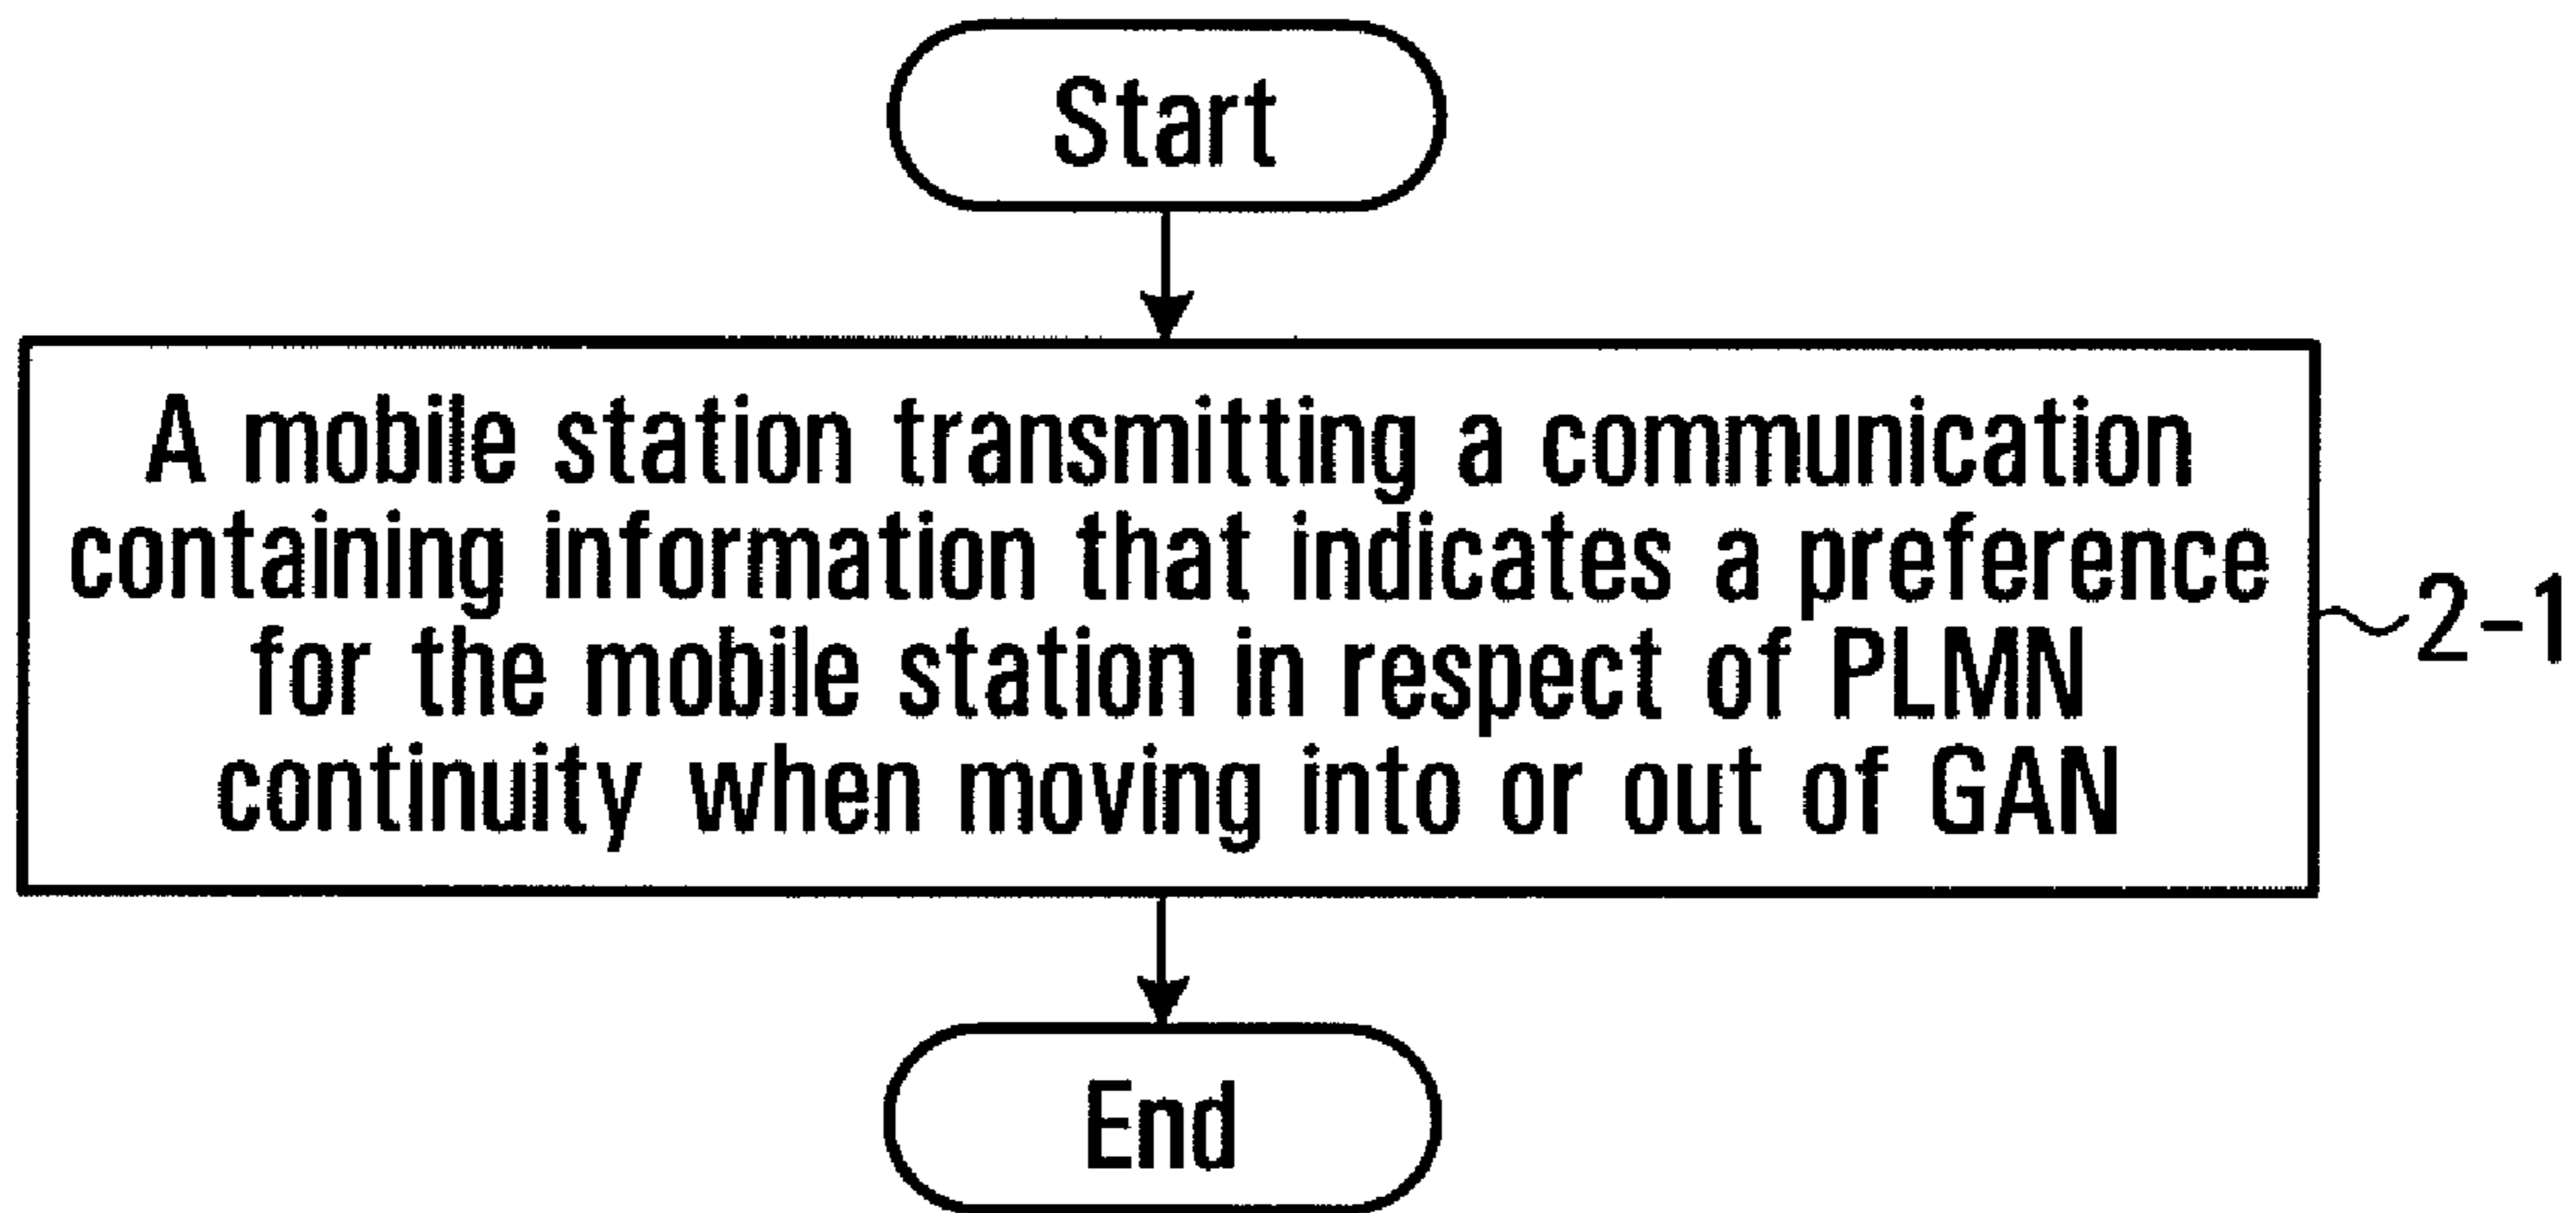 Start
A mobile station transmitting a communication
containing information that indicates a preference
for the mobile station in respect of PLMN
continuity when moving into or out of GAN
2-1
End